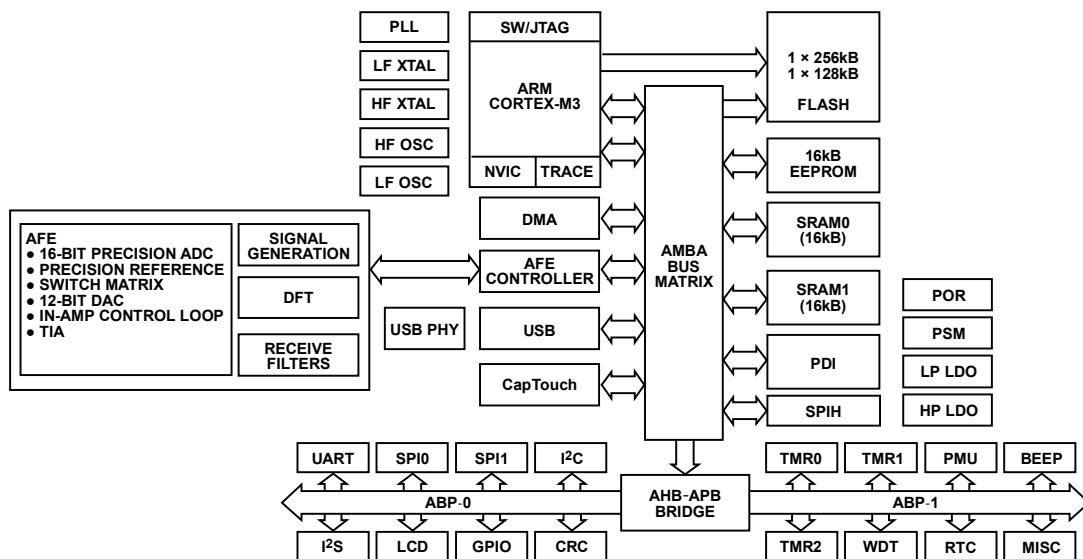 PLL
LF XTAL
HF XTAL
HF OSC
LF OSC
SW/JTAG
ARM
CORTEX-M3
NVIC
TRACE
1 × 256kB
1 × 128kB
FLASH
16kB
EEPROM
SRAM0
(16kB)
SRAM1
(16kB)
PDI
SPIH
POR
PSM
LP LDO
HP LDO
AMBA
BUS
MATRIX
DMA
AFE
CONTROLLER
USB PHY
USB
CapTouch
AFE
● 16-BIT PRECISION ADC
● PRECISION REFERENCE
● SWITCH MATRIX
● 12-BIT DAC
● IN-AMP CONTROL LOOP
● TIA
SIGNAL
GENERATION
DFT
RECEIVE
FILTERS
UART
SPI0
SPI1
I²C
ABP-0
I²S
LCD
GPIO
CRC
AHB-APB
BRIDGE
TMR0
TMR1
PMU
BEEP
ABP-1
TMR2
WDT
RTC
MISC